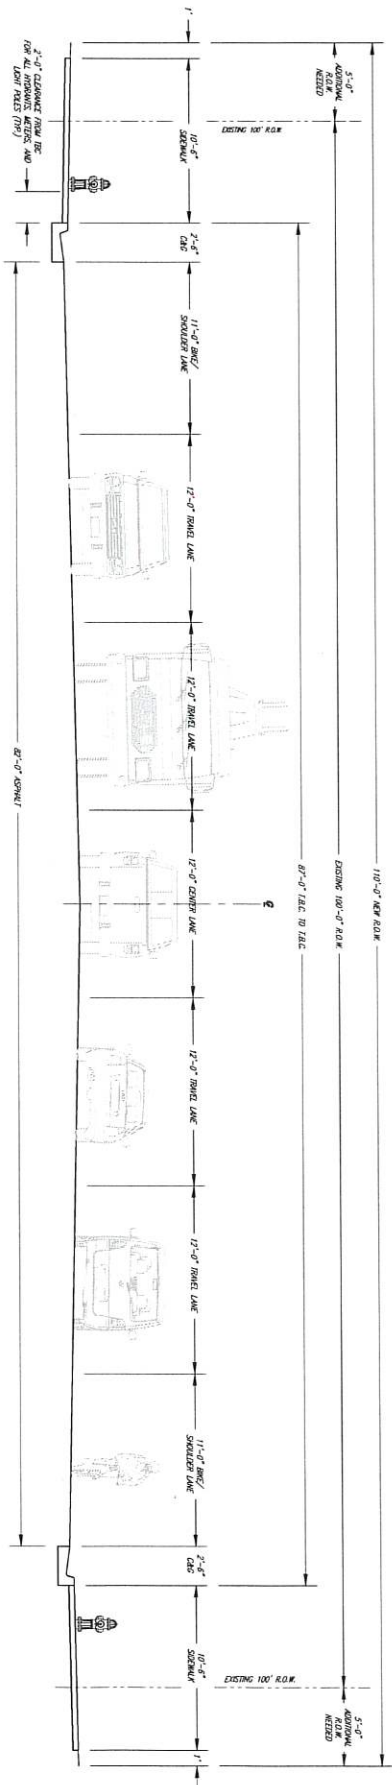 110'-0" NEW R.O.W.
5'-0"
ADDITIONAL
R.O.W.
NEEDED
EXISTING 100'-0" R.O.W.
5'-0"
ADDITIONAL
R.O.W.
NEEDED
87'-0" T.B.C. TO T.B.C.
EXISTING 100' R.O.W.
EXISTING 100' R.O.W.
℄
1'
10'-6"
SIDEWALK
2'-6"
C&G
11'-0" BIKE/
SHOULDER LANE
12'-0" TRAVEL LANE
12'-0" TRAVEL LANE
12'-0" CENTER LANE
12'-0" TRAVEL LANE
12'-0" TRAVEL LANE
11'-0" BIKE/
SHOULDER LANE
2'-6"
C&G
10'-6"
SIDEWALK
1'
2'-0" CLEARANCE FROM TBC
FOR ALL HYDRANTS, METERS, AND
LIGHT POLES (TYP.)
82'-0" ASPHALT